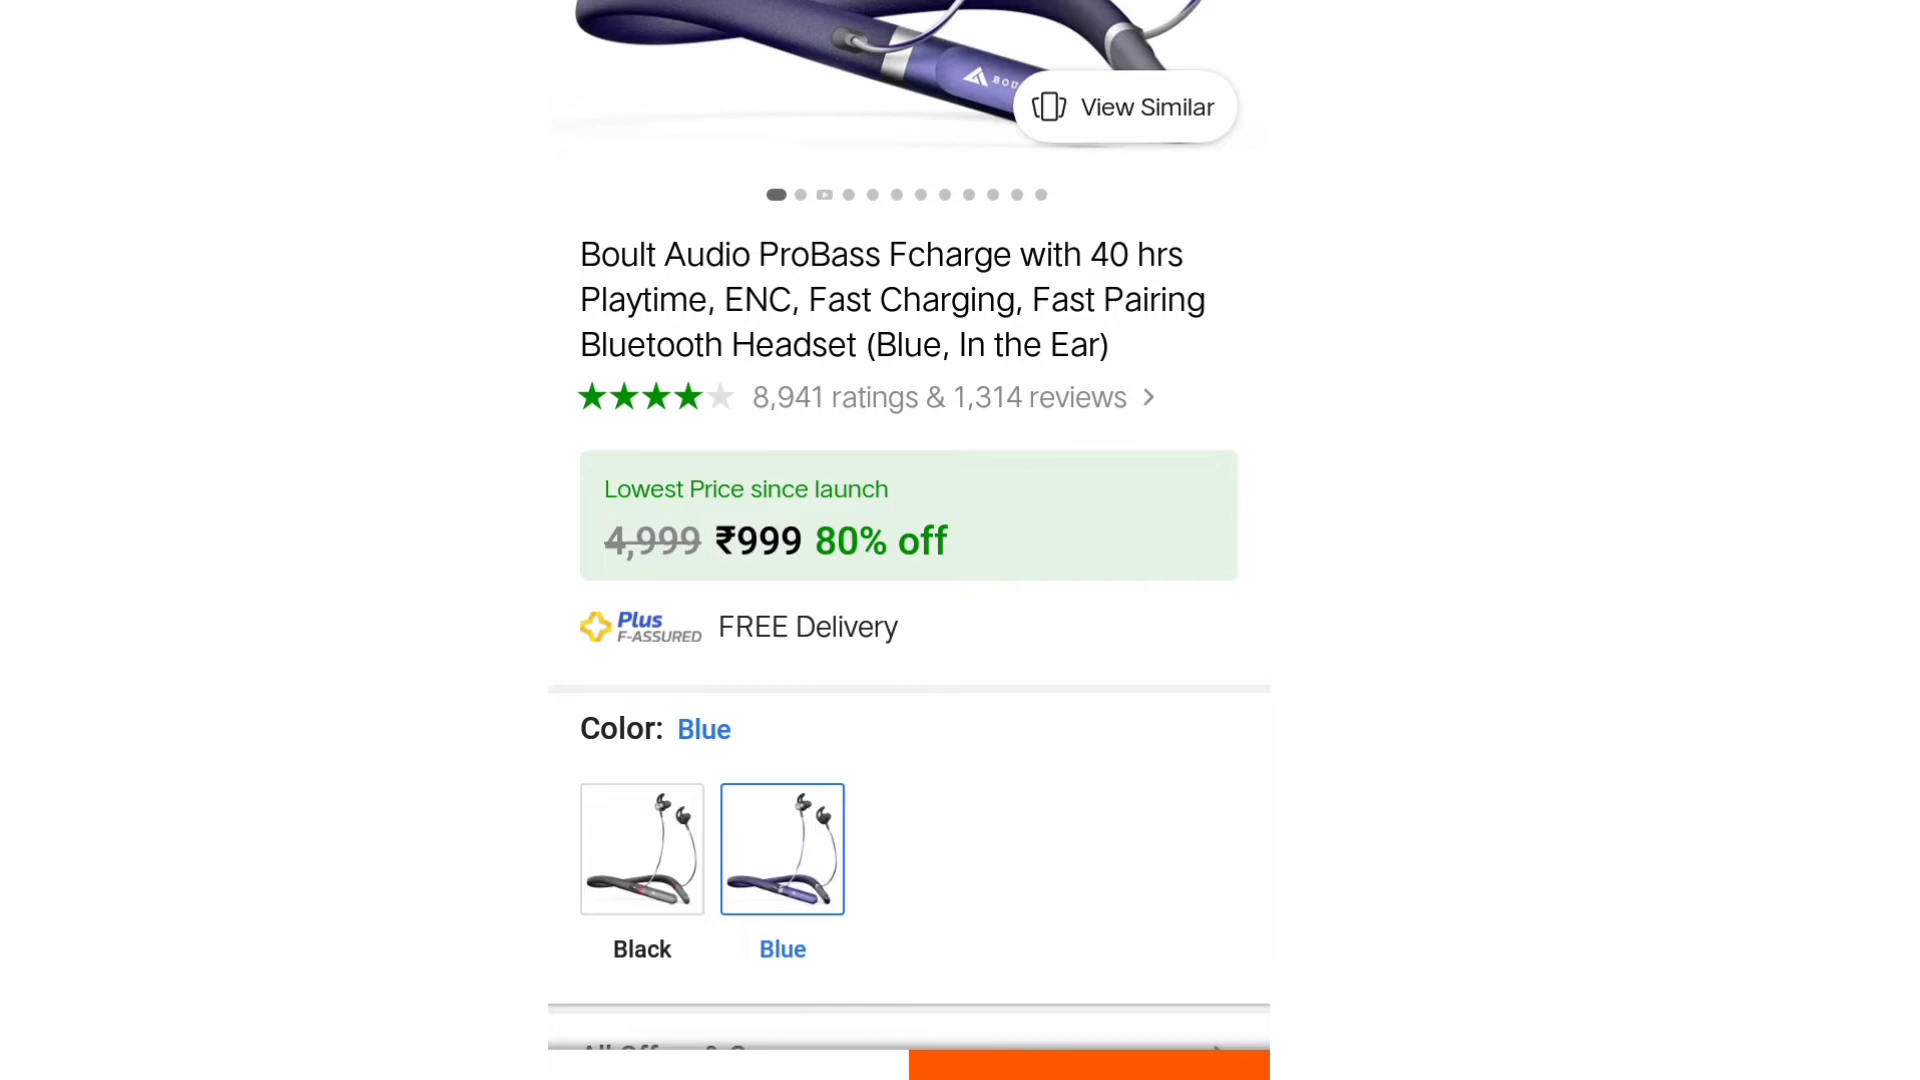 BOU
View Similar
Boult Audio ProBass Fcharge with 40 hrs
Playtime, ENC, Fast Charging, Fast Pairing
Bluetooth Headset (Blue, In the Ear)
8,941 ratings & 1,314 reviews
Lowest Price since launch
4,999 ₹999 80% off
Plus
F-ASSURED
FREE Delivery
Color: Blue
Black
Blue